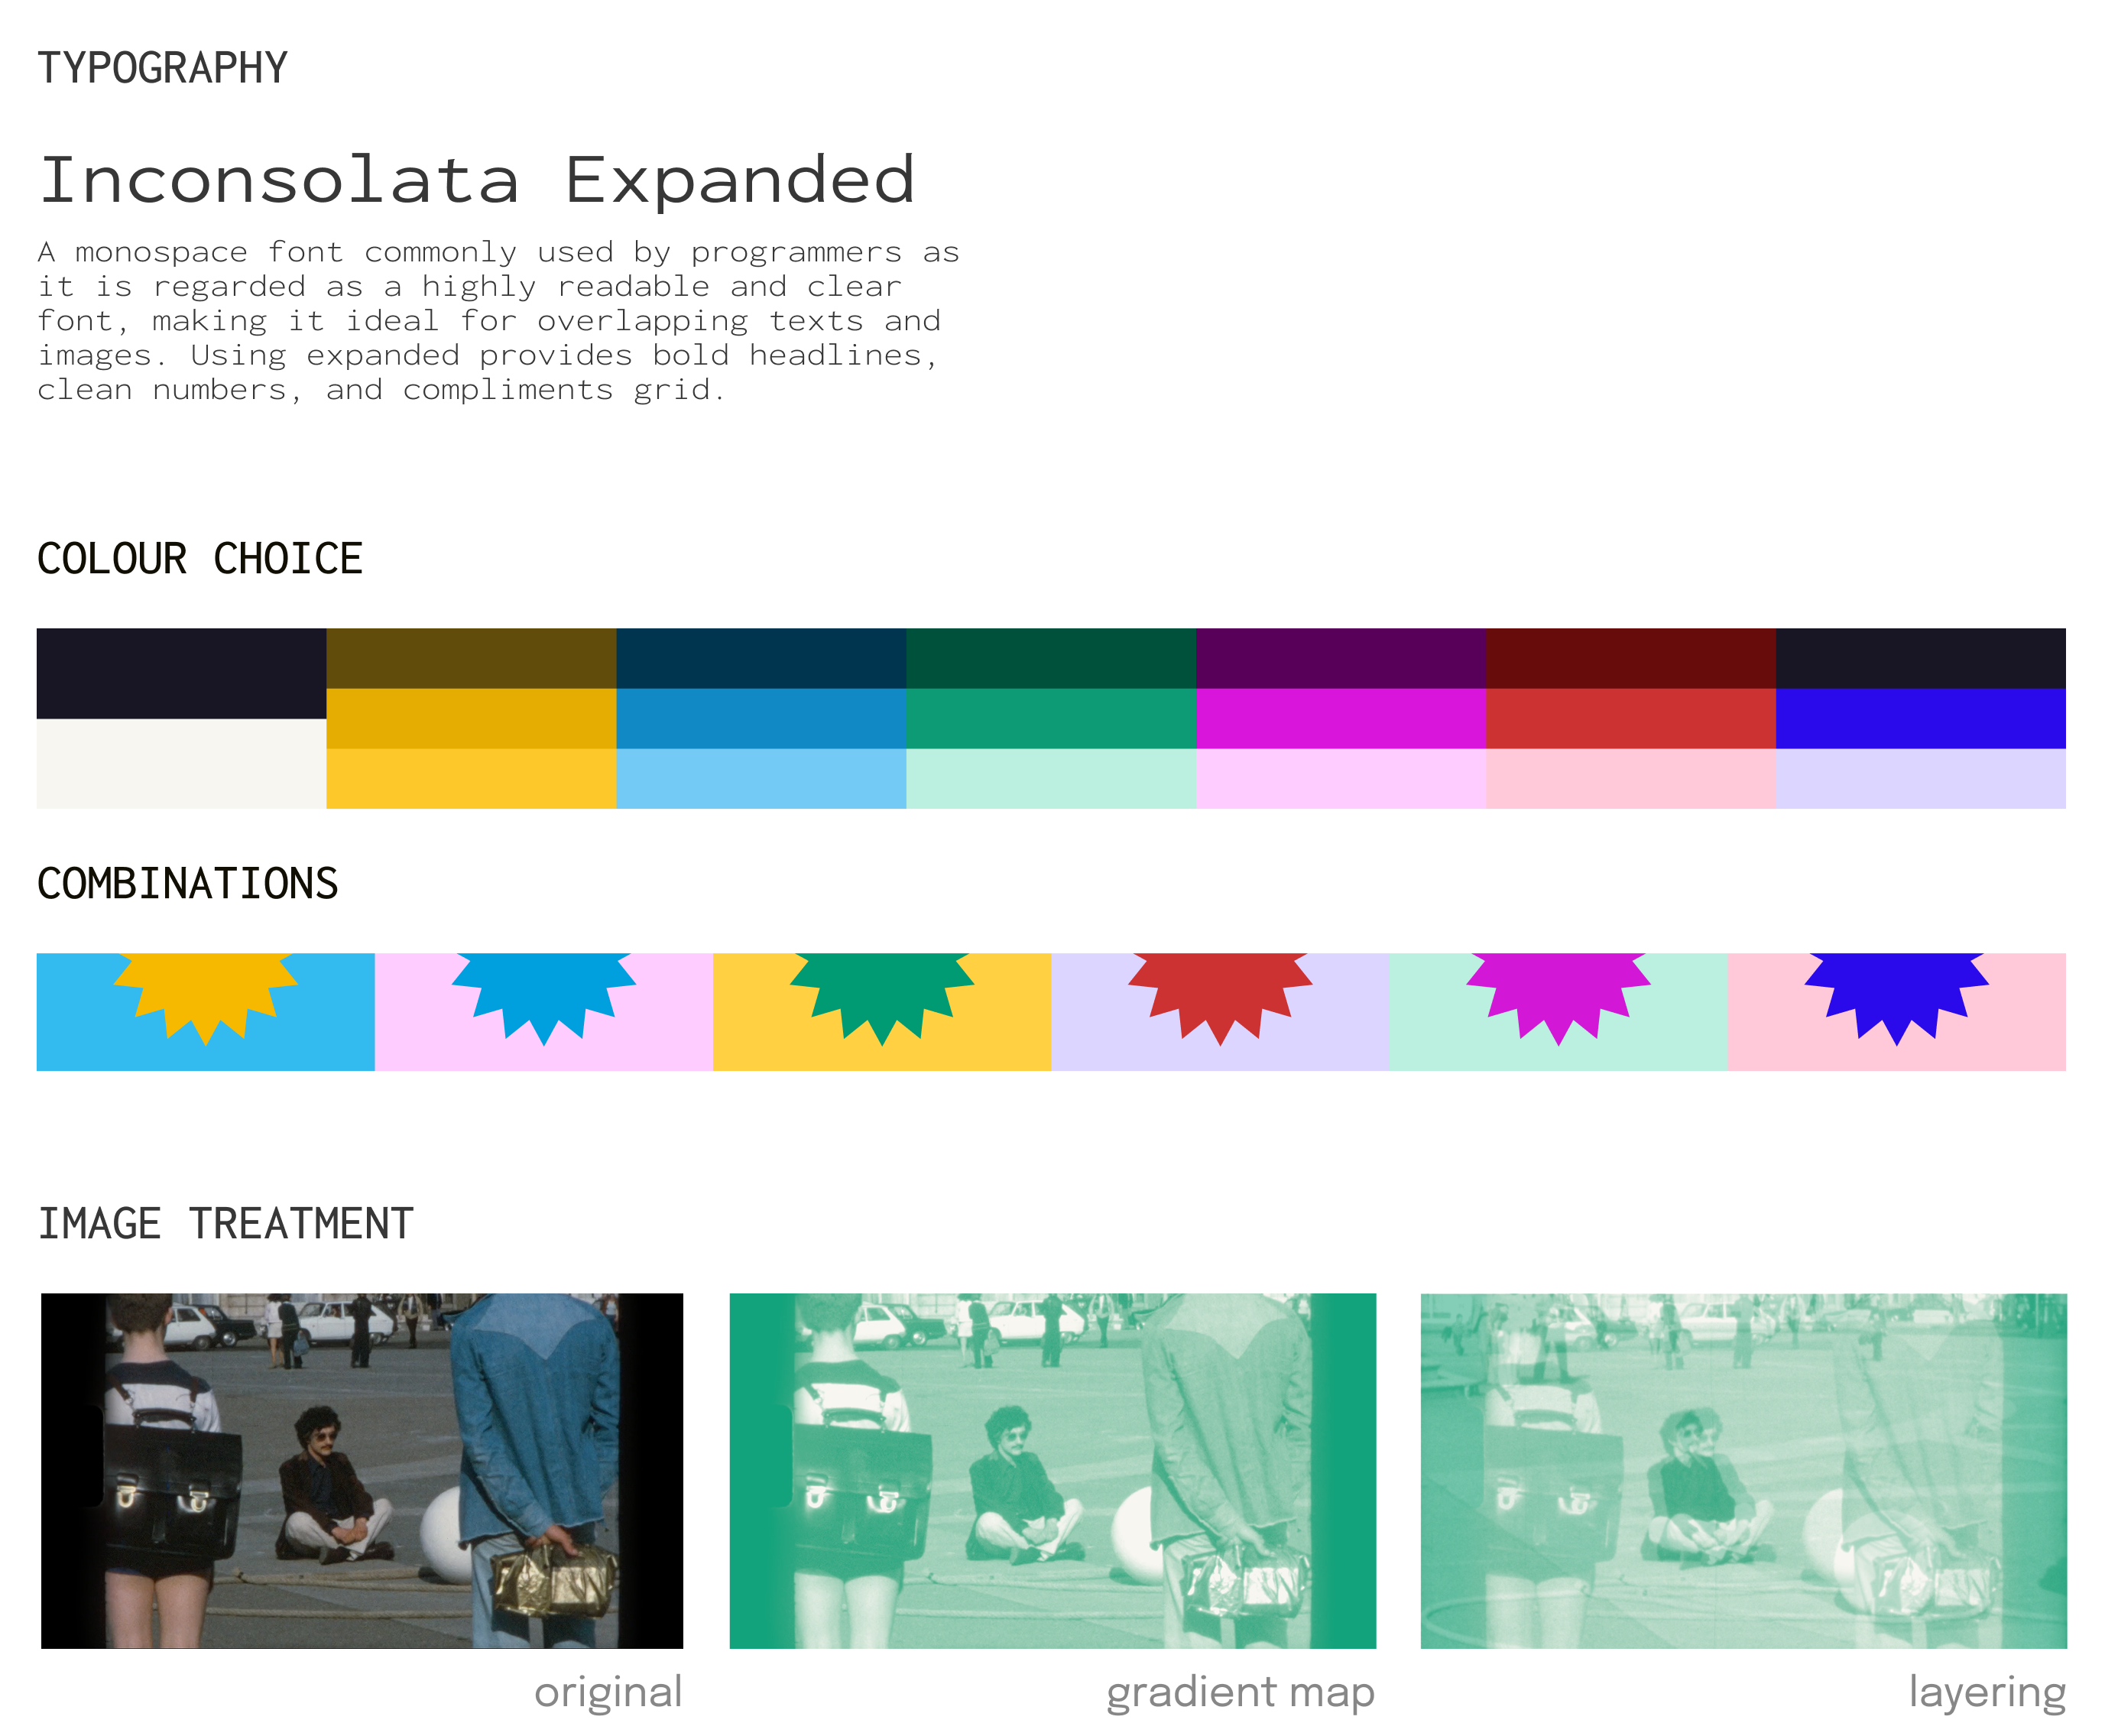 TYPOGRAPHY
Inconsolata Expanded
A monospace font commonly used by programmers as
it is regarded as a highly readable and clear
font, making it ideal for overlapping texts and
images. Using expanded provides bold headlines,
clean numbers, and compliments grid.
COLOUR CHOICE
COMBINATIONS
IMAGE TREATMENT
original
gradient map
layering